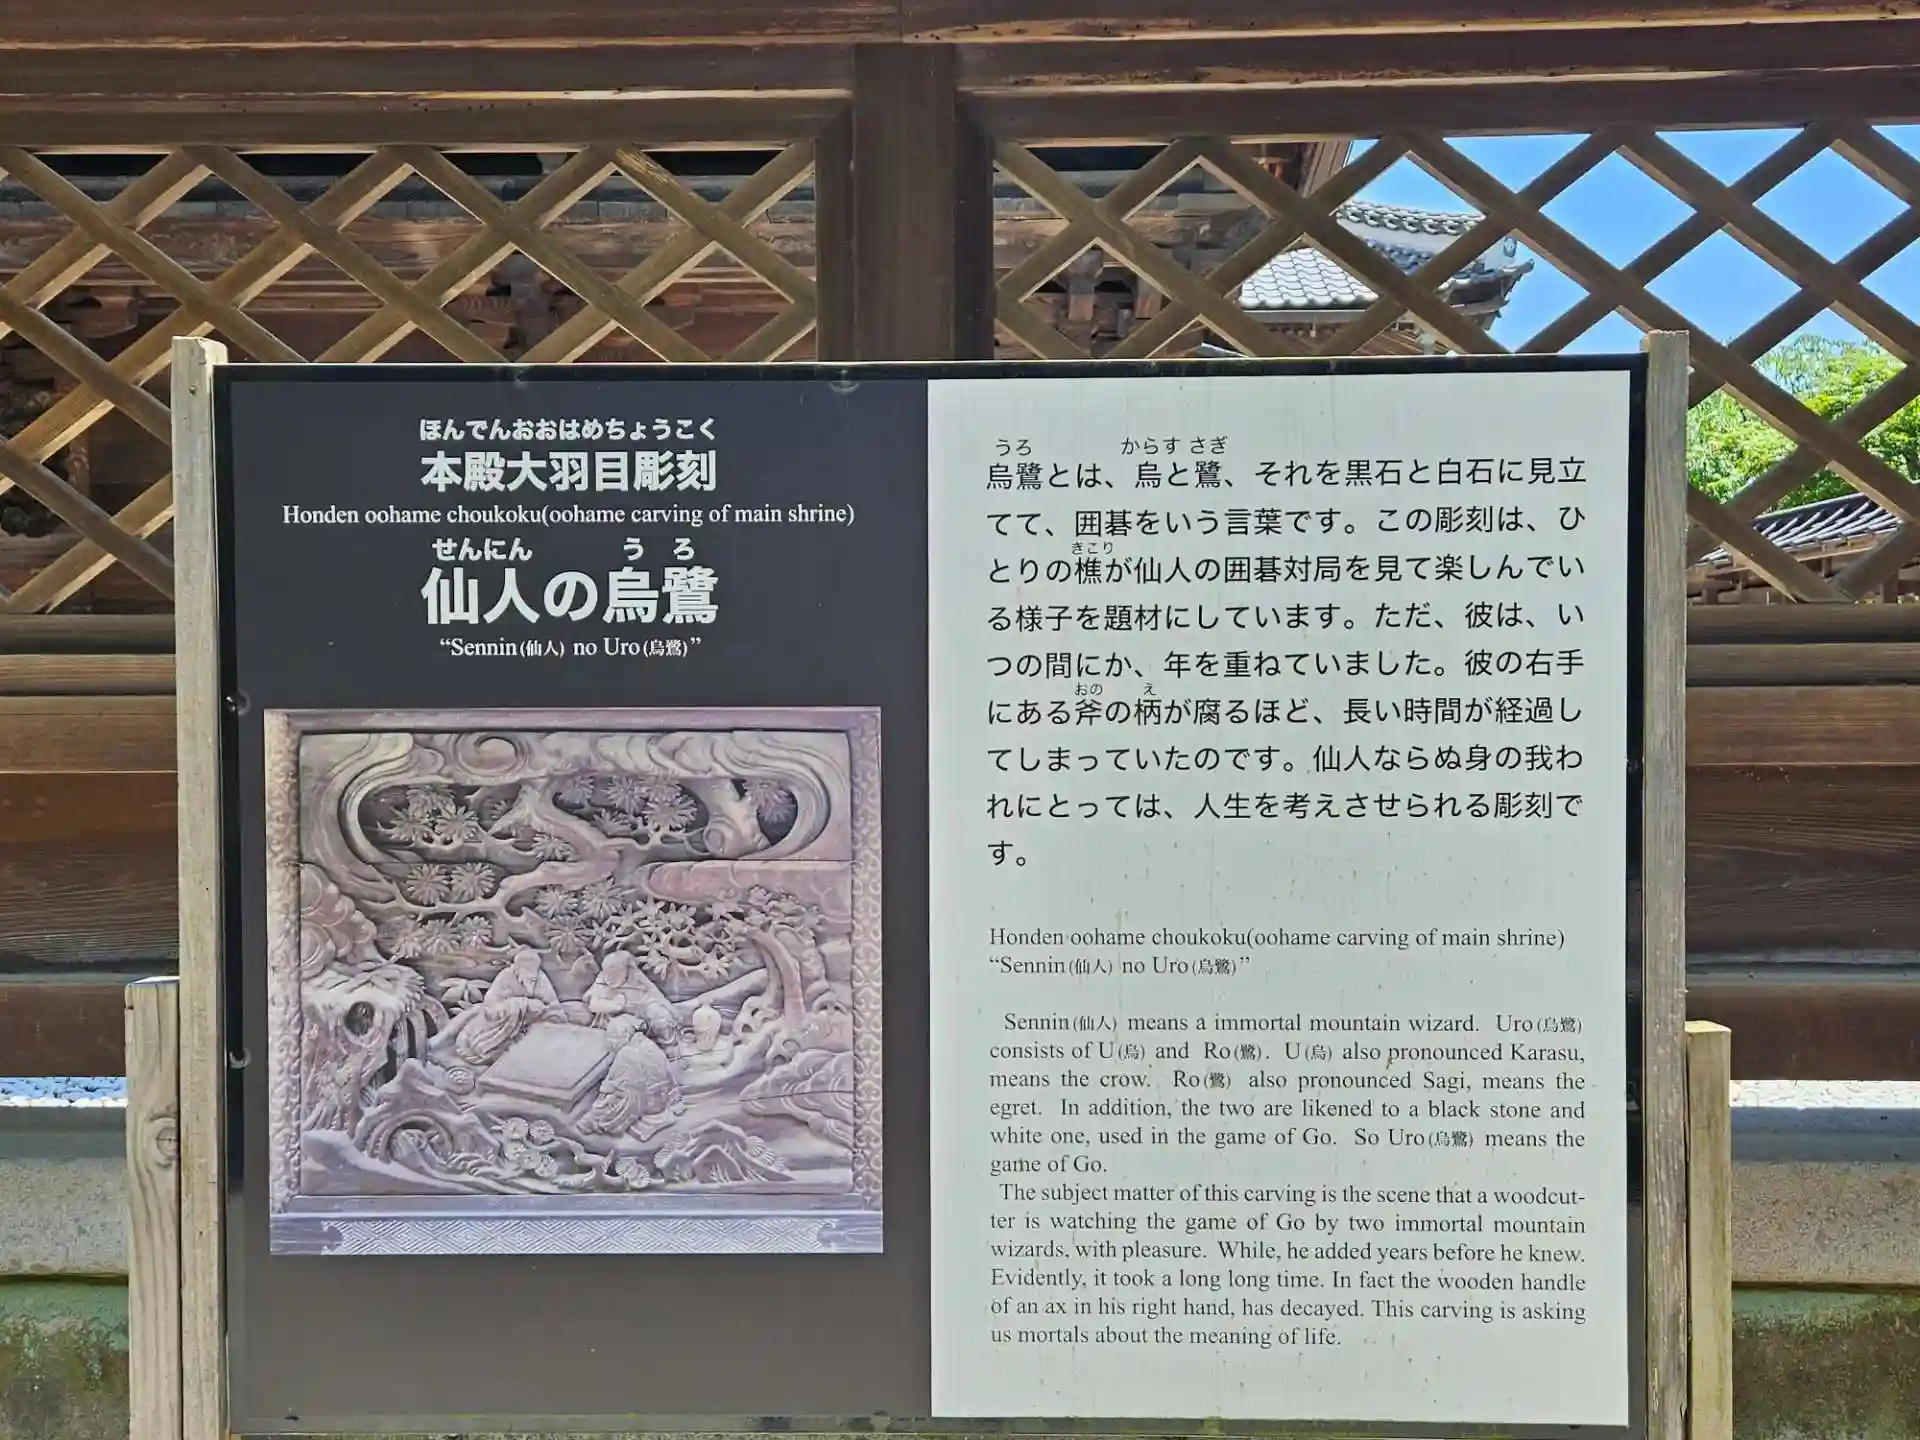 ほんでんおおはめちょうこく
本殿大羽目彫刻
Honden oohame choukoku(oohame carving of main shrine)
せんにん うろ
仙人の烏鷺
“Sennin(仙人) no Uro(烏鷺)”
うろ からす さぎ
烏鷺とは、烏と鷺、それを黒石と白石に見立
てて、囲碁をいう言葉です。この彫刻は、ひ
きこり
とりの樵が仙人の囲碁対局を見て楽しんでい
る様子を題材にしています。ただ、彼は、い
つの間にか、年を重ねていました。彼の右手
おの え
にある斧の柄が腐るほど、長い時間が経過し
てしまっていたのです。仙人ならぬ身の我わ
れにとっては、人生を考えさせられる彫刻で
す。
Honden oohame choukoku(oohame carving of main shrine)
“Sennin(仙人) no Uro(烏鷺)”
Sennin(仙人) means a immortal mountain wizard. Uro(烏鷺)
consists of U(烏) and Ro(鷺). U(烏) also pronounced Karasu,
means the crow. Ro(鷺) also pronounced Sagi, means the
egret. In addition, the two are likened to a black stone and
white one, used in the game of Go. So Uro(烏鷺) means the
game of Go.
The subject matter of this carving is the scene that a woodcut-
ter is watching the game of Go by two immortal mountain
wizards, with pleasure. While, he added years before he knew.
Evidently, it took a long long time. In fact the wooden handle
of an ax in his right hand, has decayed. This carving is asking
us mortals about the meaning of life.